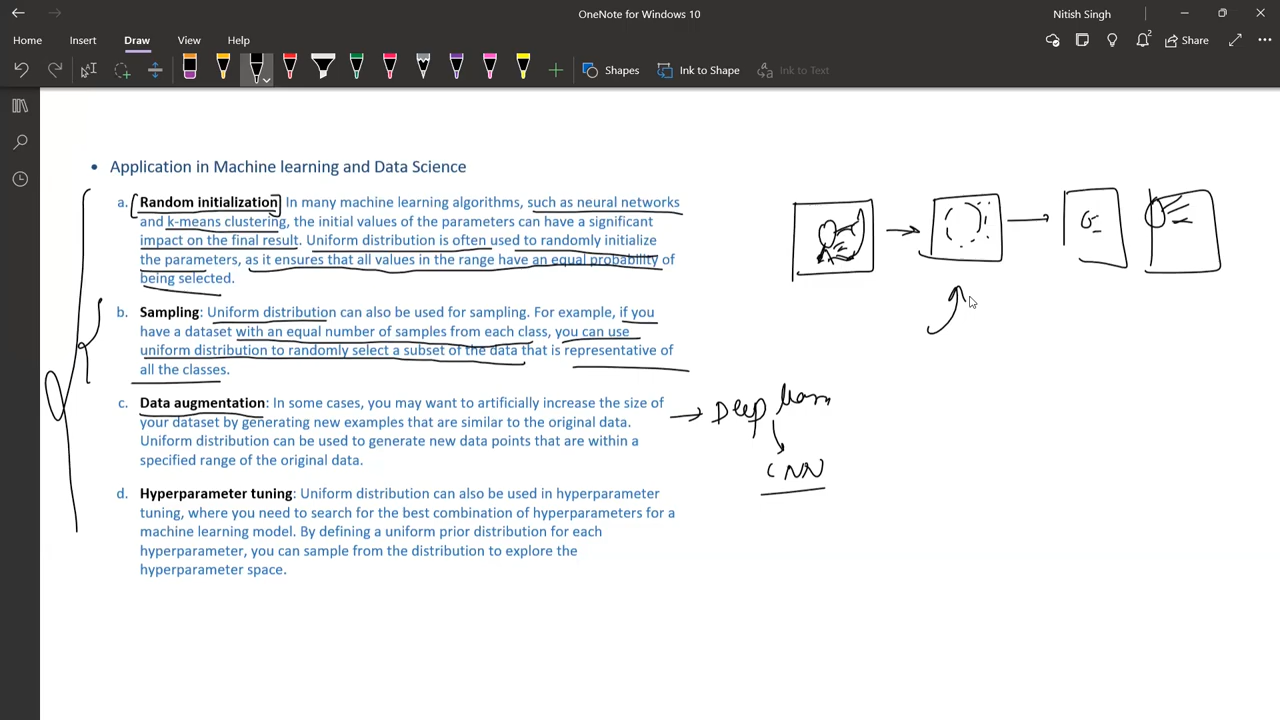 OneNote for Windows 10
Nitish Singh
Home Insert Draw View Help
2
Share
Shapes
Ink to Shape
Ink to Text
• Application in Machine learning and Data Science
a. Random initialization: In many machine learning algorithms, such as neural networks
and k-means clustering, the initial values of the parameters can have a significant
impact on the final result. Uniform distribution is often used to randomly initialize
the parameters, as it ensures that all values in the range have an equal probability of
being selected.
b. Sampling: Uniform distribution can also be used for sampling. For example, if you
have a dataset with an equal number of samples from each class, you can use
uniform distribution to randomly select a subset of the data that is representative of
all the classes.
c. Data augmentation: In some cases, you may want to artificially increase the size of
your dataset by generating new examples that are similar to the original data.
Uniform distribution can be used to generate new data points that are within a
specified range of the original data.
d. Hyperparameter tuning: Uniform distribution can also be used in hyperparameter
tuning, where you need to search for the best combination of hyperparameters for a
machine learning model. By defining a uniform prior distribution for each
hyperparameter, you can sample from the distribution to explore the
hyperparameter space.
Deep
CNN